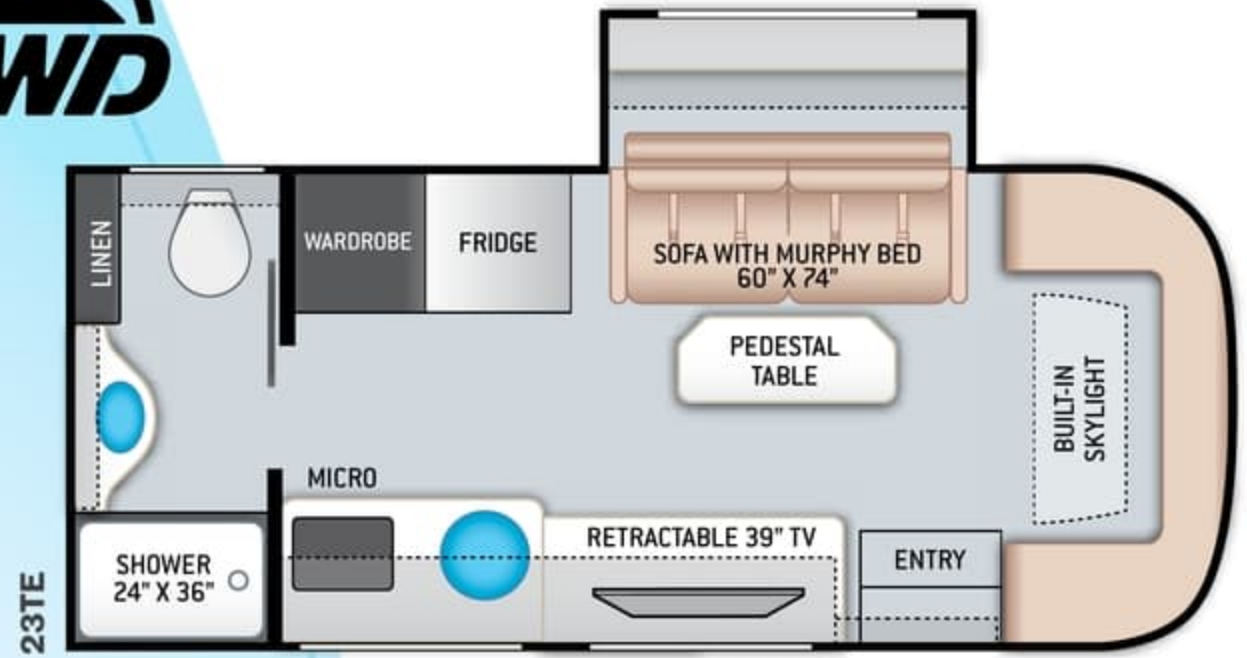 WD
LINEN
WARDROBE
FRIDGE
SOFA WITH MURPHY BED
60" X 74"
PEDESTAL
TABLE
BUILT-IN
SKYLIGHT
MICRO
RETRACTABLE 39" TV
ENTRY
SHOWER
24" X 36"
23TE